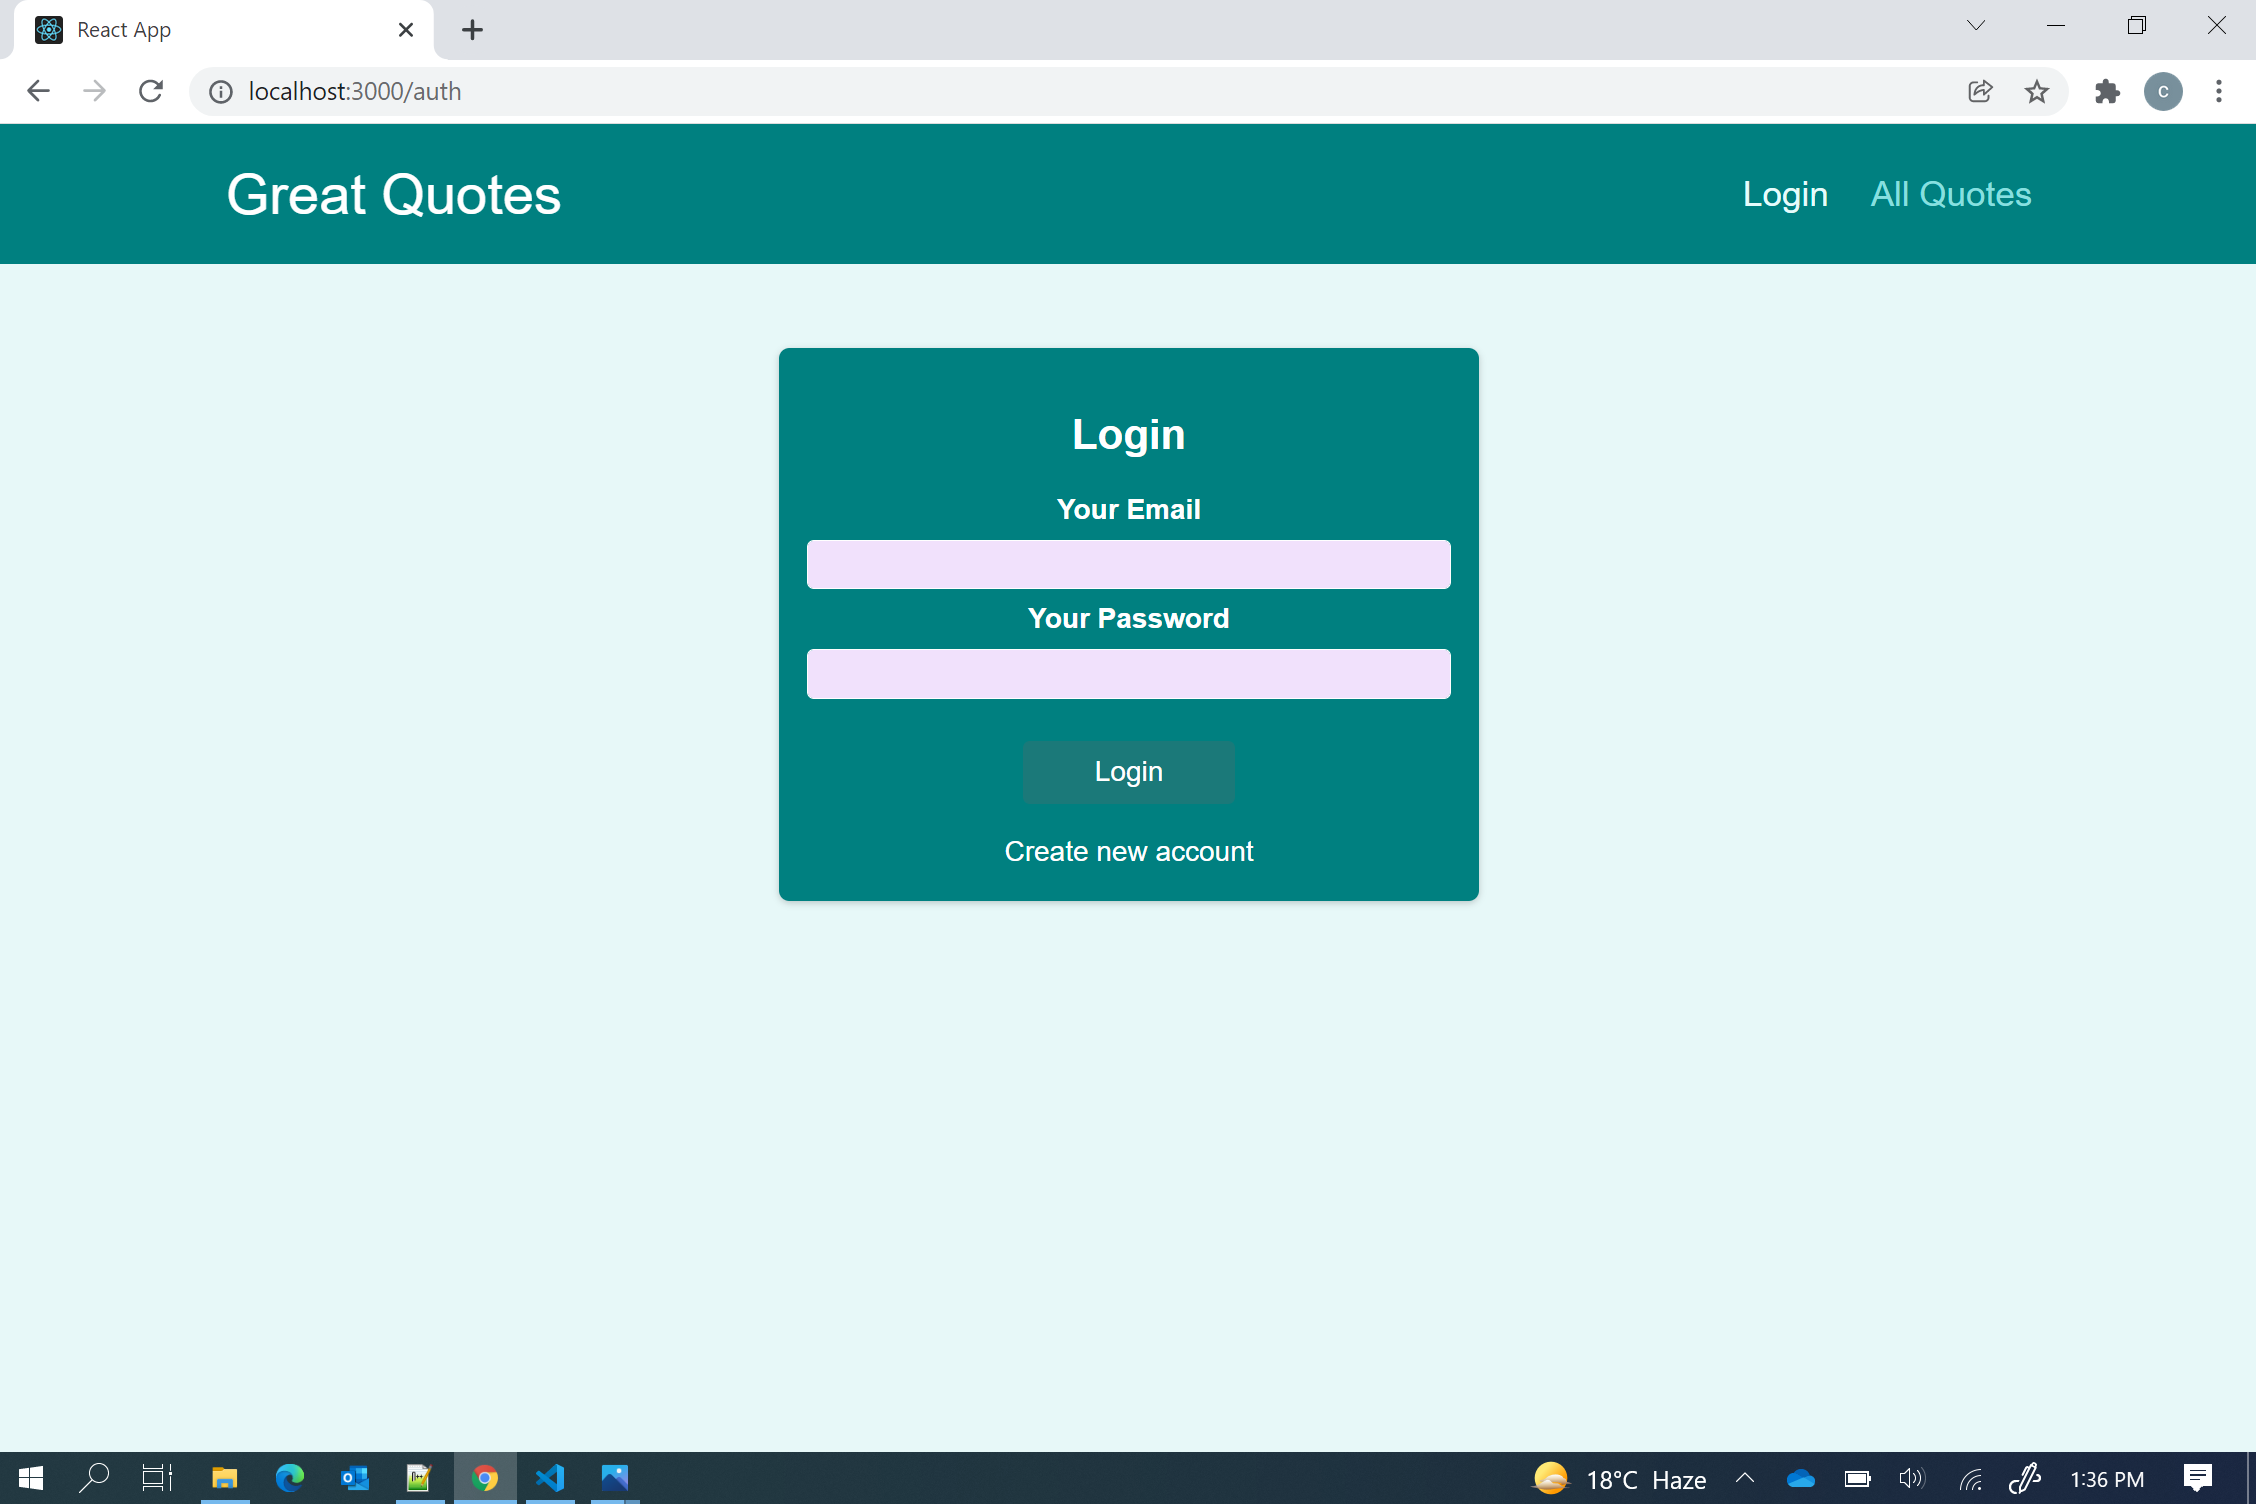 React App
localhost:3000/auth
C
Great Quotes
Login
All Quotes
Login
Your Email
Your Password
Login
Create new account
18°C Haze
1:36 PM